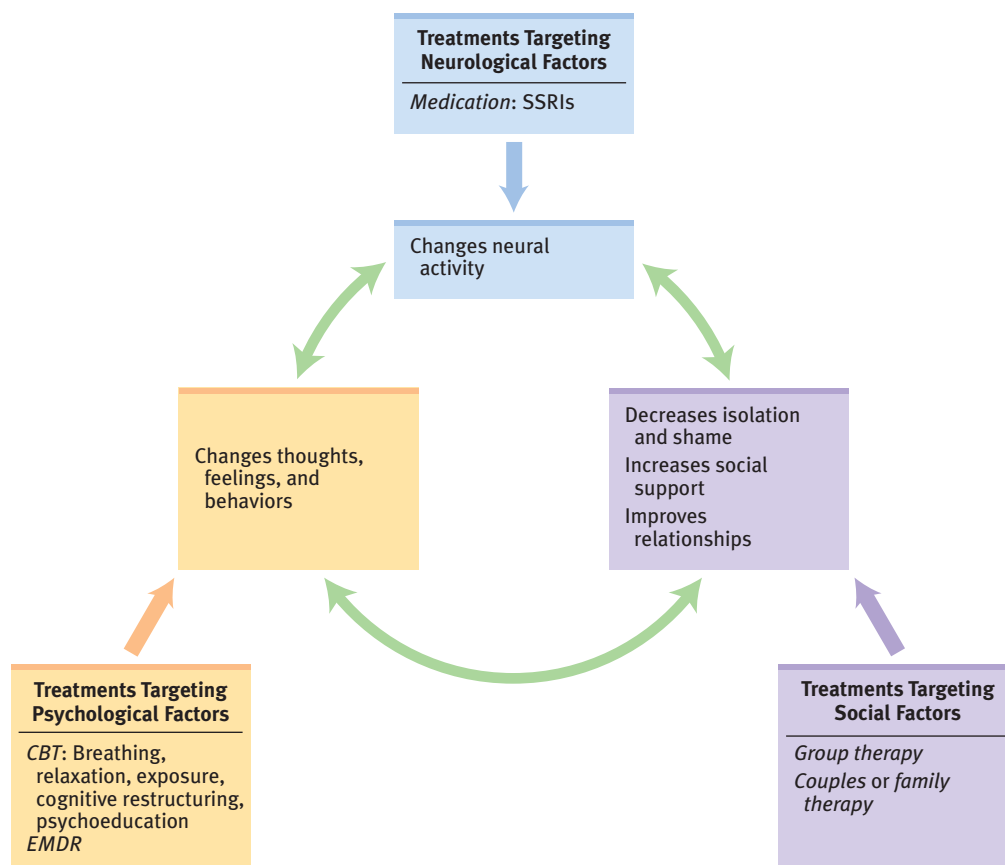 Treatments Targeting
Neurological Factors
Medication: SSRIs
Changes neural
activity
Changes thoughts,
feelings, and
behaviors
Decreases isolation
and shame
Increases social
support
Improves
relationships
Treatments Targeting
Psychological Factors
CBT: Breathing,
relaxation, exposure,
cognitive restructuring,
psychoeducation
EMDR
Treatments Targeting
Social Factors
Group therapy
Couples or family
therapy